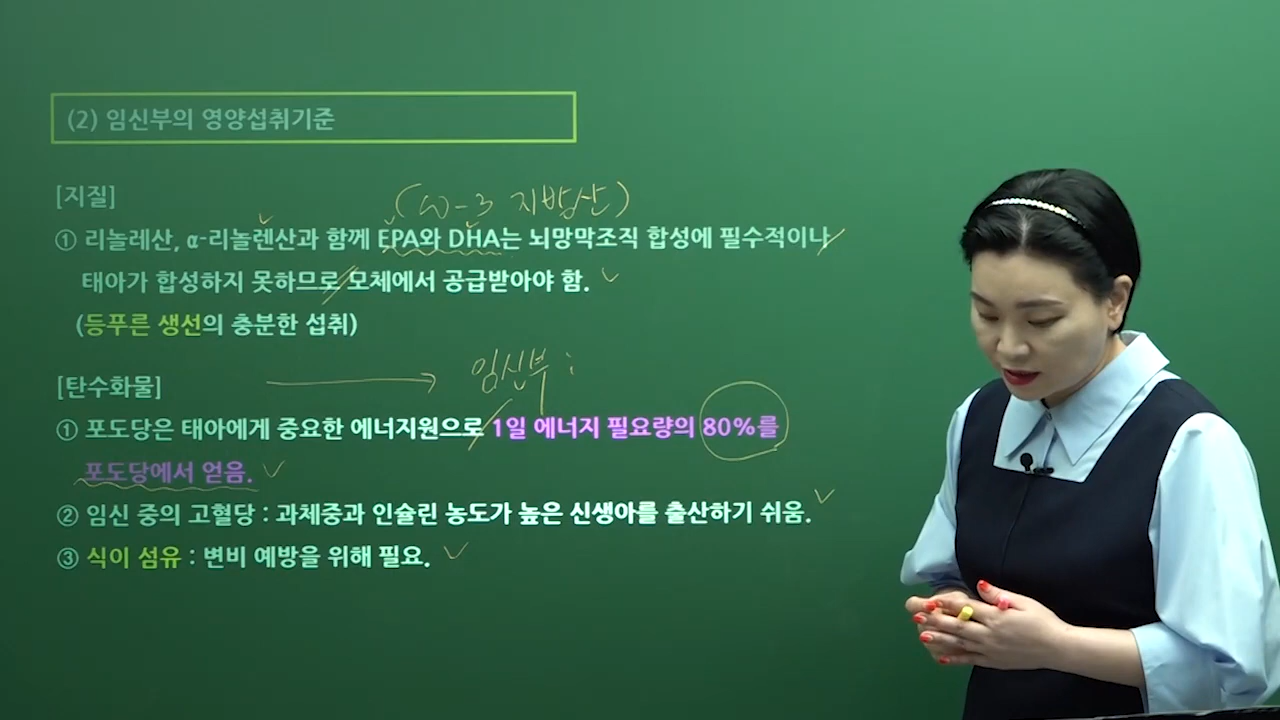 (2) 임신부의 영양섭취기준
[지질]
(ω-3 지방산)
① 리놀레산, α-리놀렌산과 함께 EPA와 DHA는 뇌망막조직 합성에 필수적이나
태아가 합성하지 못하므로 모체에서 공급받아야 함.
(등푸른 생선의 충분한 섭취)
[탄수화물]
임신부 :
① 포도당은 태아에게 중요한 에너지원으로 1일 에너지 필요량의 80%를
포도당에서 얻음.
② 임신 중의 고혈당 : 과체중과 인슐린 농도가 높은 신생아를 출산하기 쉬움.
③ 식이 섬유 : 변비 예방을 위해 필요.